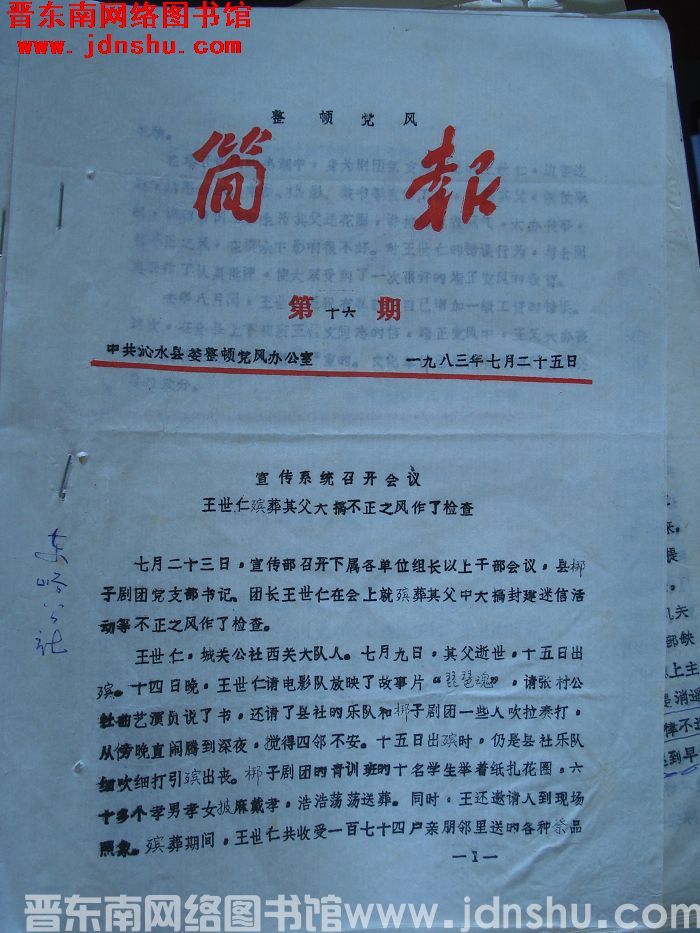 晋东南网络图书馆
www.jdnshu.com
整顿党风
简报
第十六期
中共沁水县委整顿党风办公室 一九八三年七月二十五日
宣传系统召开会议
王世仁殡葬其父大搞不正之风作了检查
七月二十三日，宣传部召开下属各单位组长以上干部会议，县梆
子剧团党支部书记。团长王世仁在会上就殡葬其父中大搞封建迷信活
动等不正之风作了检查。
王世仁，城关公社西关大队人。七月九日，其父逝世，十五日出
殡。十四日晚，王世仁请电影队放映了故事片“琵琶魂”，请张村公
社曲艺演员说了书，还请了县社的乐队和梆子剧团一些人吹拉奏打，
从傍晚直闹腾到深夜，搅得四邻不安。十五日出殡时，仍是县社乐队
细吹细打引殡出丧。梆子剧团的青训班的十名学生举着纸扎花圈，六
十多个孝男孝女披麻戴孝，浩浩荡荡送葬。同时，王还邀请人到现场
照象。殡葬期间，王世仁共收受一百七十四户亲朋邻里送的各种祭品
—1—
公社
晋东南网络图书馆 www.jdnshu.com